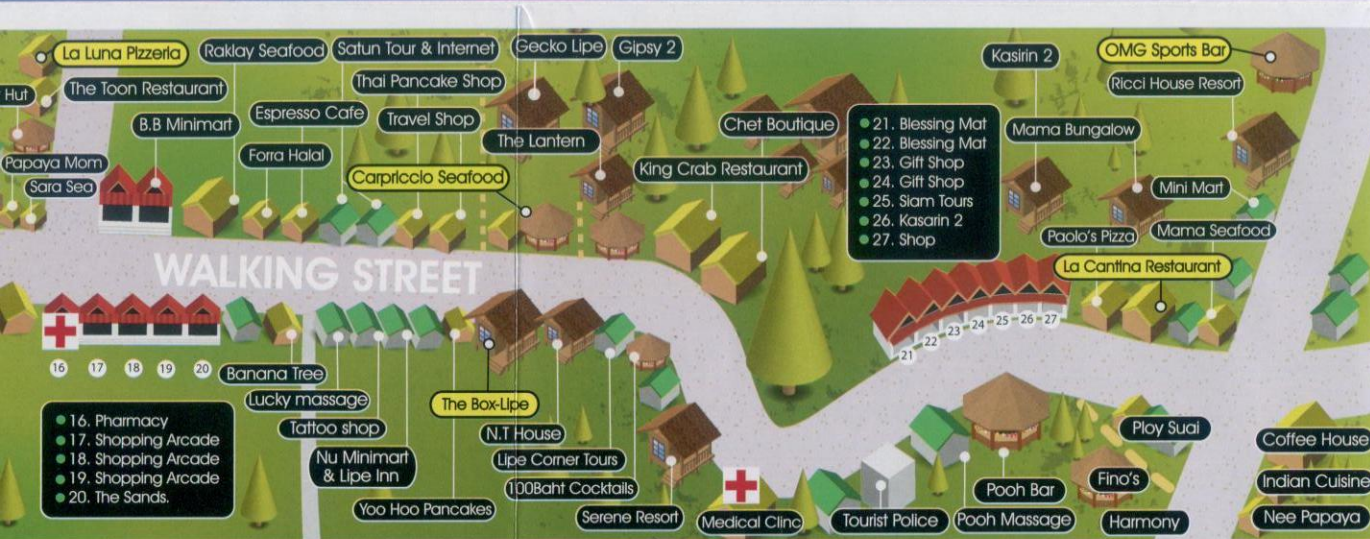 La Luna Pizzeria
Raklay Seafood
Satun Tour & Internet
Gecko Lipe
Gipsy 2
Kasirin 2
OMG Sports Bar
Hut
The Toon Restaurant
Thai Pancake Shop
Ricci House Resort
B.B Minimart
Espresso Cafe
Travel Shop
The Lantern
Chet Boutique
Mama Bungalow
Papaya Mom
Forra Halal
Carpriccio Seafood
King Crab Restaurant
Sara Sea
Mini Mart
21. Blessing Mat
22. Blessing Mat
23. Gift Shop
24. Gift Shop
25. Siam Tours
26. Kasarin 2
27. Shop
Paolo's Pizza
Mama Seafood
La Cantina Restaurant
WALKING STREET
21
22
23
24
25
26
27
16
17
18
19
20
Banana Tree
Lucky massage
Tattoo shop
Nu Minimart
& Lipe Inn
Yoo Hoo Pancakes
The Box-Lipe
N.T House
Lipe Corner Tours
100Baht Cocktails
Serene Resort
16. Pharmacy
17. Shopping Arcade
18. Shopping Arcade
19. Shopping Arcade
20. The Sands.
Medical Clinc
Tourist Police
Pooh Massage
Pooh Bar
Fino's
Harmony
Ploy Suai
Coffee House
Indian Cuisine
Nee Papaya